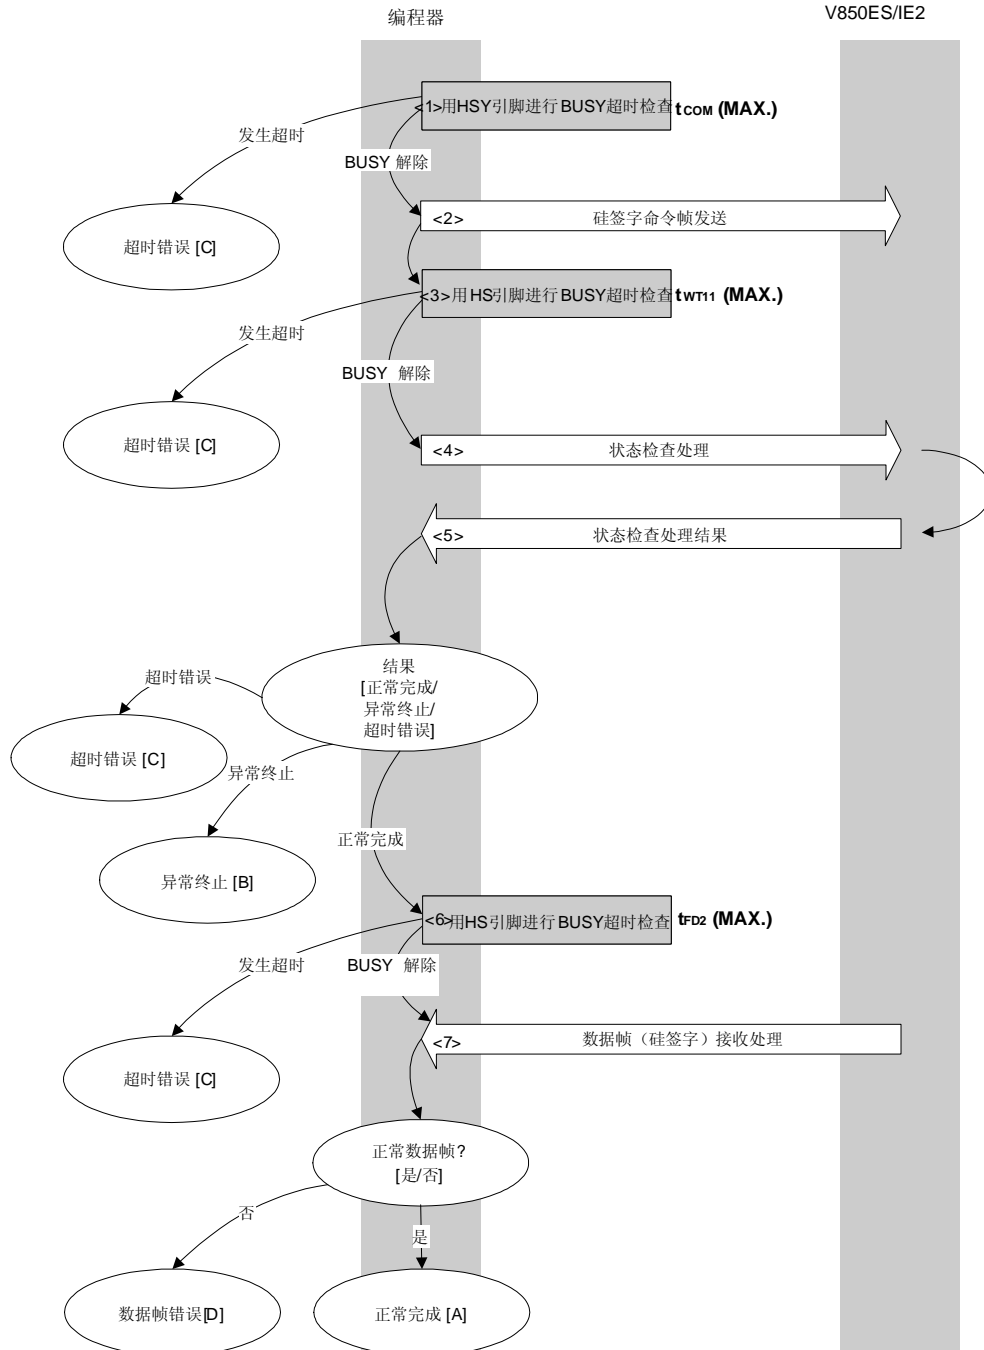 编程器
V850ES/IE2
<1>用HSY引脚进行BUSY超时检查 tCOM (MAX.)
发生超时
BUSY 解除
<2> 硅签字命令帧发送
超时错误 [C]
<3>用HS引脚进行BUSY超时检查 tWT11 (MAX.)
发生超时
BUSY 解除
超时错误 [C]
<4> 状态检查处理
<5> 状态检查处理结果
结果
[正常完成/
异常终止/
超时错误]
超时错误
超时错误 [C]
异常终止
正常完成
异常终止 [B]
<6>用HS引脚进行BUSY超时检查 tFD2 (MAX.)
发生超时
BUSY 解除
<7> 数据帧（硅签字）接收处理
超时错误 [C]
正常数据帧?
[是/否]
否
是
数据帧错误[D]
正常完成 [A]